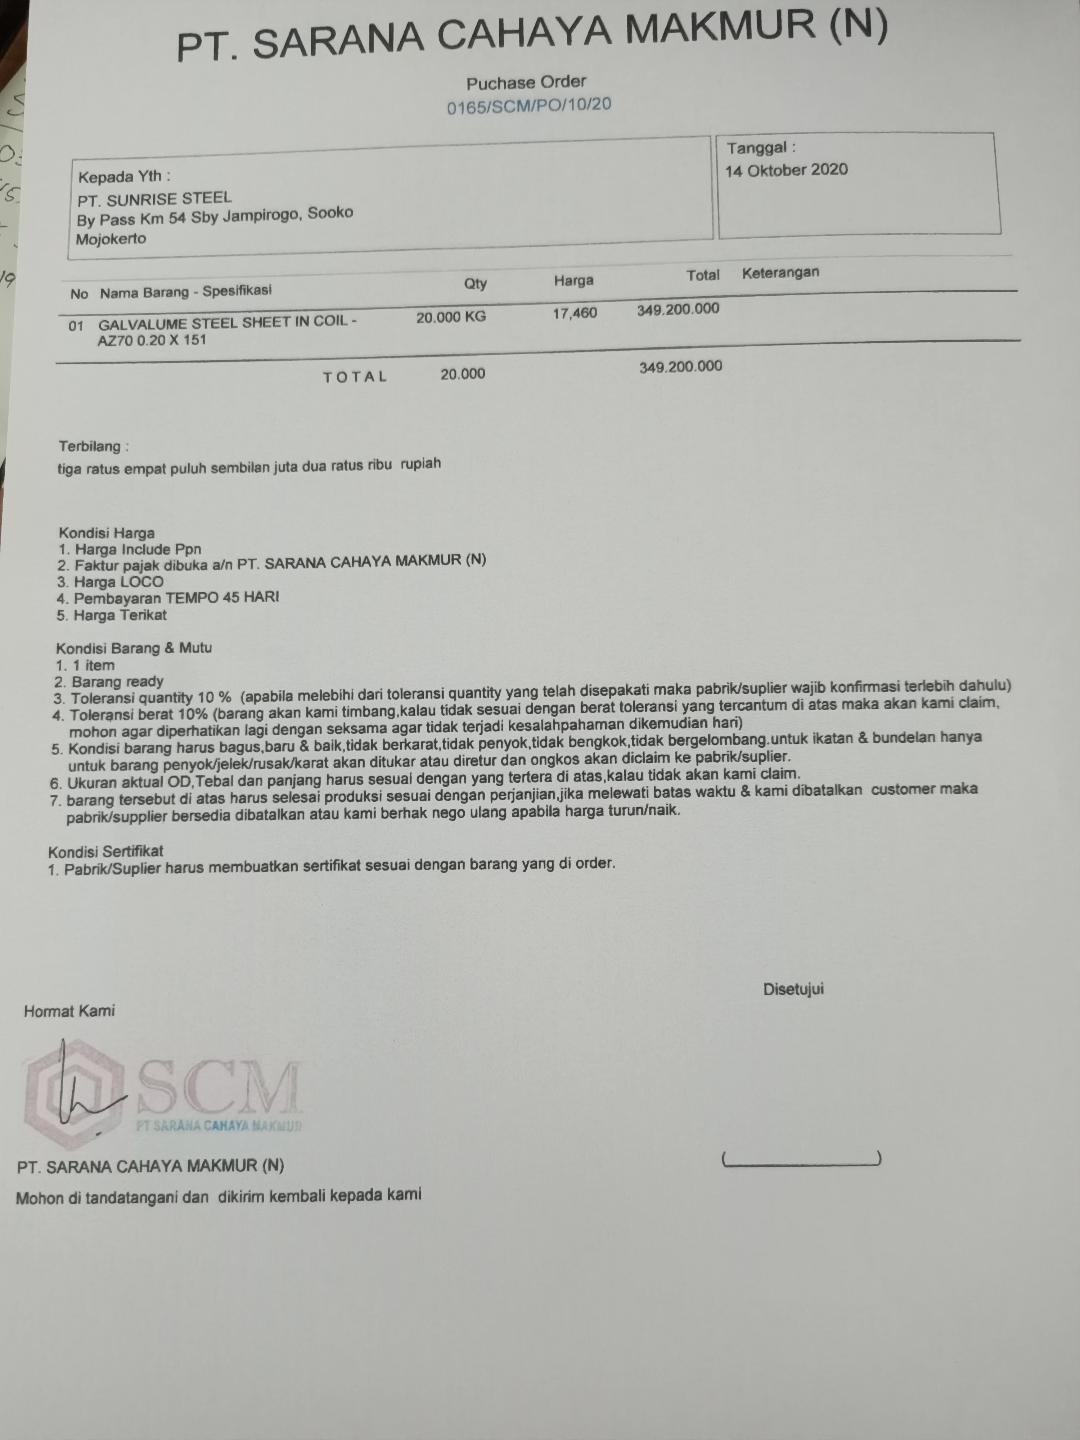 PT. SARANA CAHAYA MAKMUR (N)
Puchase Order
0165/SCM/PO/10/20
Kepada Yth :
PT. SUNRISE STEEL
By Pass Km 54 Sby Jampirogo, Sooko
Mojokerto
Tanggal :
14 Oktober 2020
No Nama Barang - Spesifikasi Qty Harga Total Keterangan
01 GALVALUME STEEL SHEET IN COIL - 20.000 KG 17,460 349.200.000
AZ70 0.20 X 151
T O T A L 20.000 349.200.000
Terbilang :
tiga ratus empat puluh sembilan juta dua ratus ribu rupiah
Kondisi Harga
1. Harga Include Ppn
2. Faktur pajak dibuka a/n PT. SARANA CAHAYA MAKMUR (N)
3. Harga LOCO
4. Pembayaran TEMPO 45 HARI
5. Harga Terikat
Kondisi Barang & Mutu
1. 1 item
2. Barang ready
3. Toleransi quantity 10 % (apabila melebihi dari toleransi quantity yang telah disepakati maka pabrik/suplier wajib konfirmasi terlebih dahulu)
4. Toleransi berat 10% (barang akan kami timbang,kalau tidak sesuai dengan berat toleransi yang tercantum di atas maka akan kami claim,
mohon agar diperhatikan lagi dengan seksama agar tidak terjadi kesalahpahaman dikemudian hari)
5. Kondisi barang harus bagus,baru & baik,tidak berkarat,tidak penyok,tidak bengkok,tidak bergelombang.untuk ikatan & bundelan hanya
untuk barang penyok/jelek/rusak/karat akan ditukar atau diretur dan ongkos akan diclaim ke pabrik/suplier.
6. Ukuran aktual OD,Tebal dan panjang harus sesuai dengan yang tertera di atas,kalau tidak akan kami claim.
7. barang tersebut di atas harus selesai produksi sesuai dengan perjanjian,jika melewati batas waktu & kami dibatalkan customer maka
pabrik/supplier bersedia dibatalkan atau kami berhak nego ulang apabila harga turun/naik.
Kondisi Sertifikat
1. Pabrik/Suplier harus membuatkan sertifikat sesuai dengan barang yang di order.
Hormat Kami
Disetujui
SCM
PT SARANA CAHAYA MAKMUR
PT. SARANA CAHAYA MAKMUR (N)
Mohon di tandatangani dan dikirim kembali kepada kami